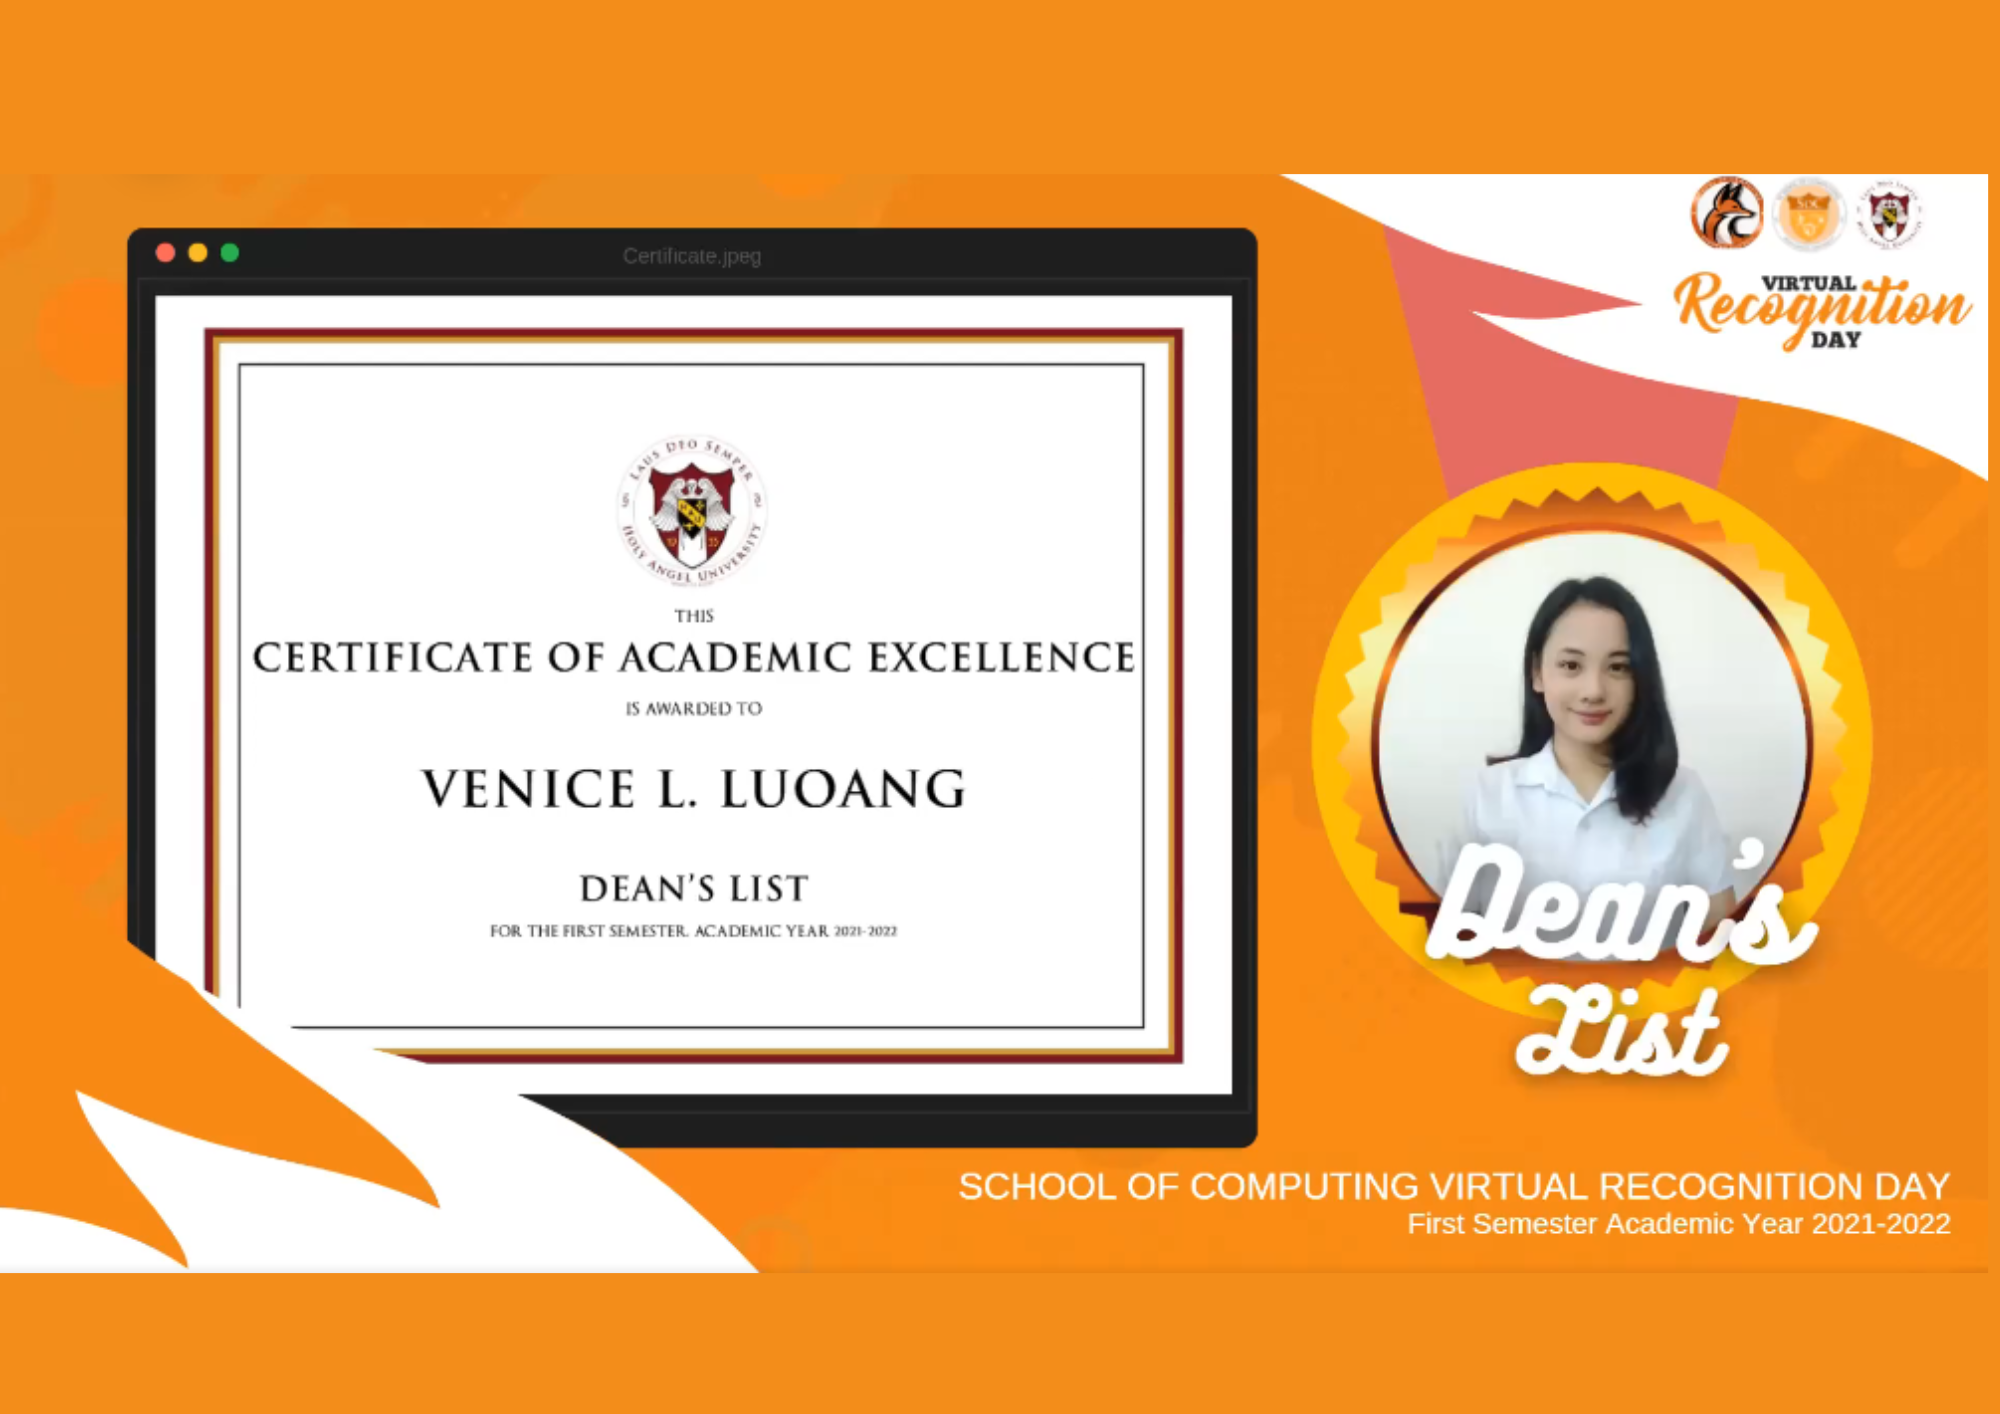 Certificate.jpeg
LAUS DEO SEMPER
HOLY ANGEL UNIVERSITY
19 33
THIS
CERTIFICATE OF ACADEMIC EXCELLENCE
IS AWARDED TO
VENICE L. LUOANG
DEAN'S LIST
FOR THE FIRST SEMESTER, ACADEMIC YEAR 2021-2022
SOC
VIRTUAL
Recognition
DAY
Dean's
List
SCHOOL OF COMPUTING VIRTUAL RECOGNITION DAY
First Semester Academic Year 2021-2022